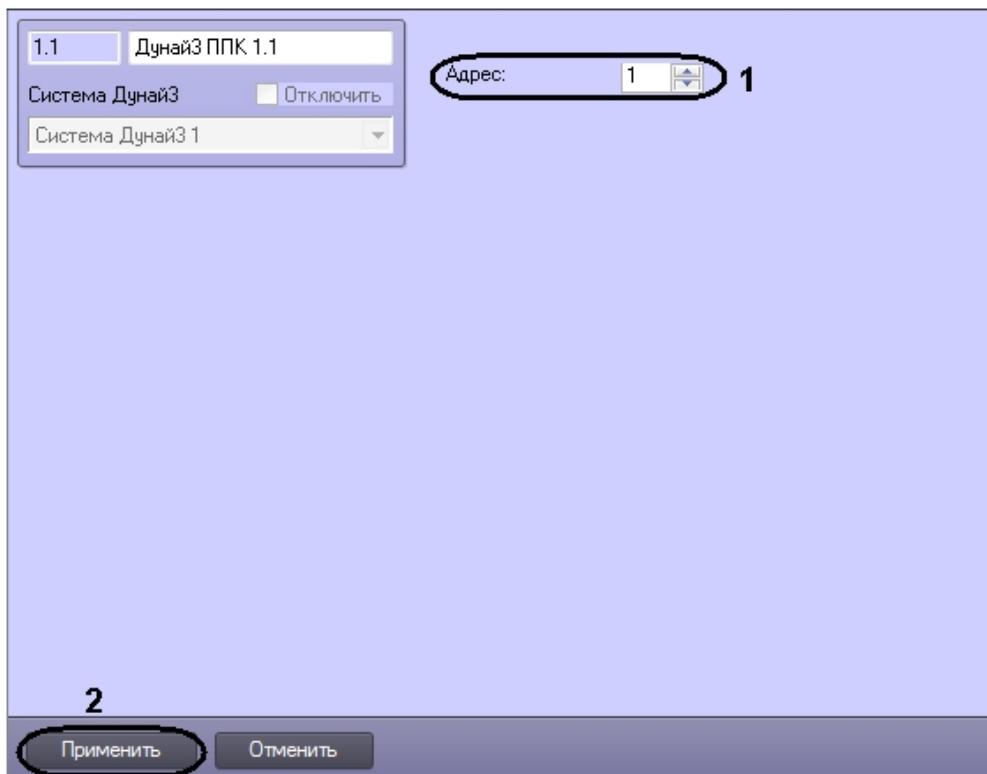 1.1 Дунай3 ППК 1.1
Адрес: 1 1
Система Дунай3 Отключить
Система Дунай3 1
2
Применить Отменить